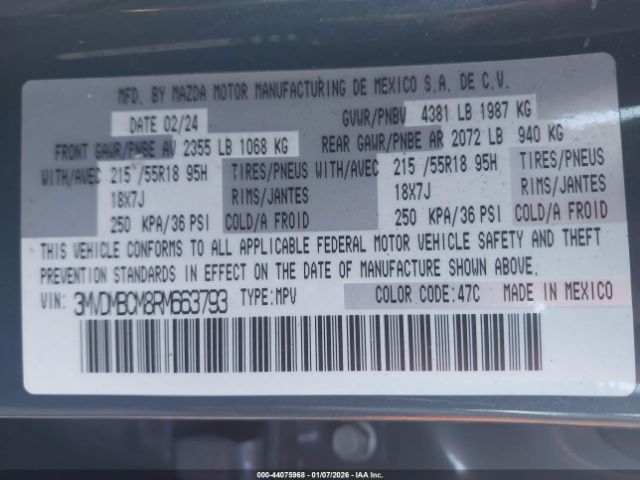 MFD. BY MAZDA MOTOR MANUFACTURING DE MEXICO S.A. DE C.V.
DATE 02/24 GVWR/PNBV 4381 LB 1987 KG
FRONT GAWR/PNBE AV 2355 LB 1068 KG REAR GAWR/PNBE AR 2072 LB 940 KG
WITH/AVEC 215 /55R18 95H TIRES/PNEUS WITH/AVEC 215 /55R18 95H TIRES/PNEUS
18X7J RIMS/JANTES 18X7J RIMS/JANTES
250 KPA/36 PSI COLD/A FROID 250 KPA/36 PSI COLD/A FROID
THIS VEHICLE CONFORMS TO ALL APPLICABLE FEDERAL MOTOR VEHICLE SAFETY AND THEFT
PREVENTION STANDARDS IN EFFECT ON THE DATE OF MANUFACTURE SHOWN ABOVE.
VIN: 3MVDMBCM8RM663793 TYPE:MPV COLOR CODE:47C MADE IN MEXICO
000-44075968 | 01/07/2026 - IAA Inc.